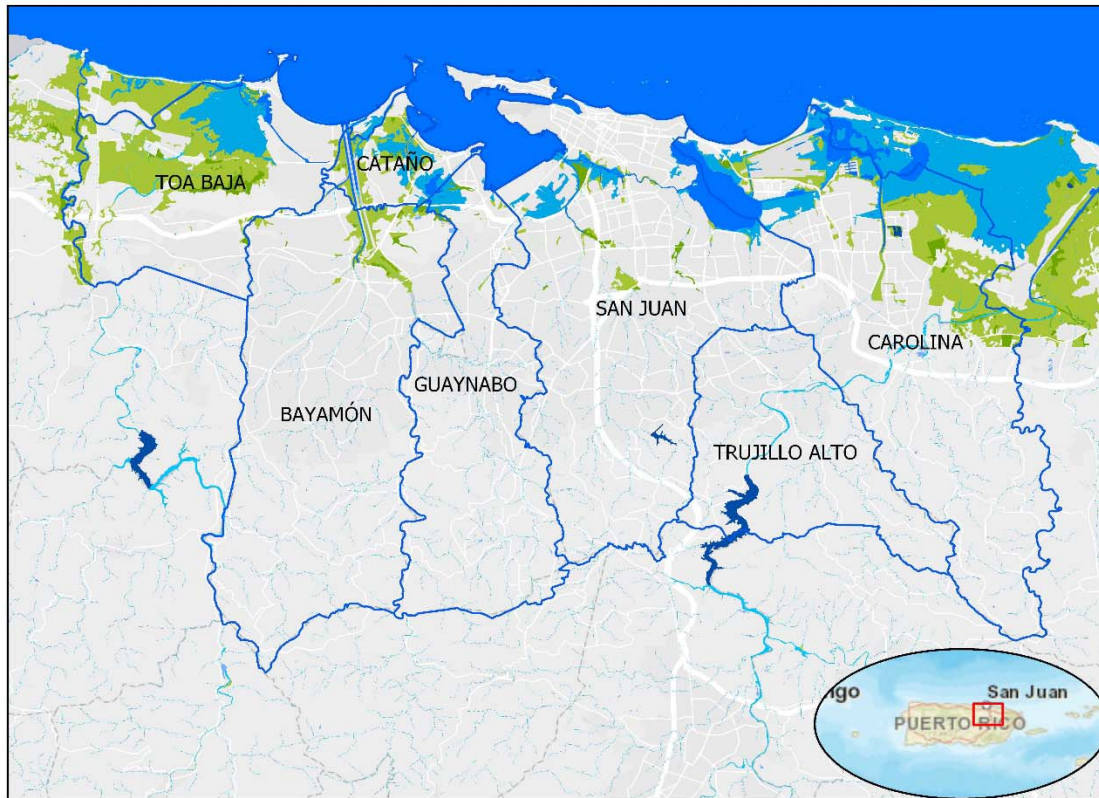 CATAÑO
TOA BAJA
SAN JUAN
CAROLINA
GUAYNABO
BAYAMÓN
TRUJILLO ALTO
San Juan
PUERTO RICO